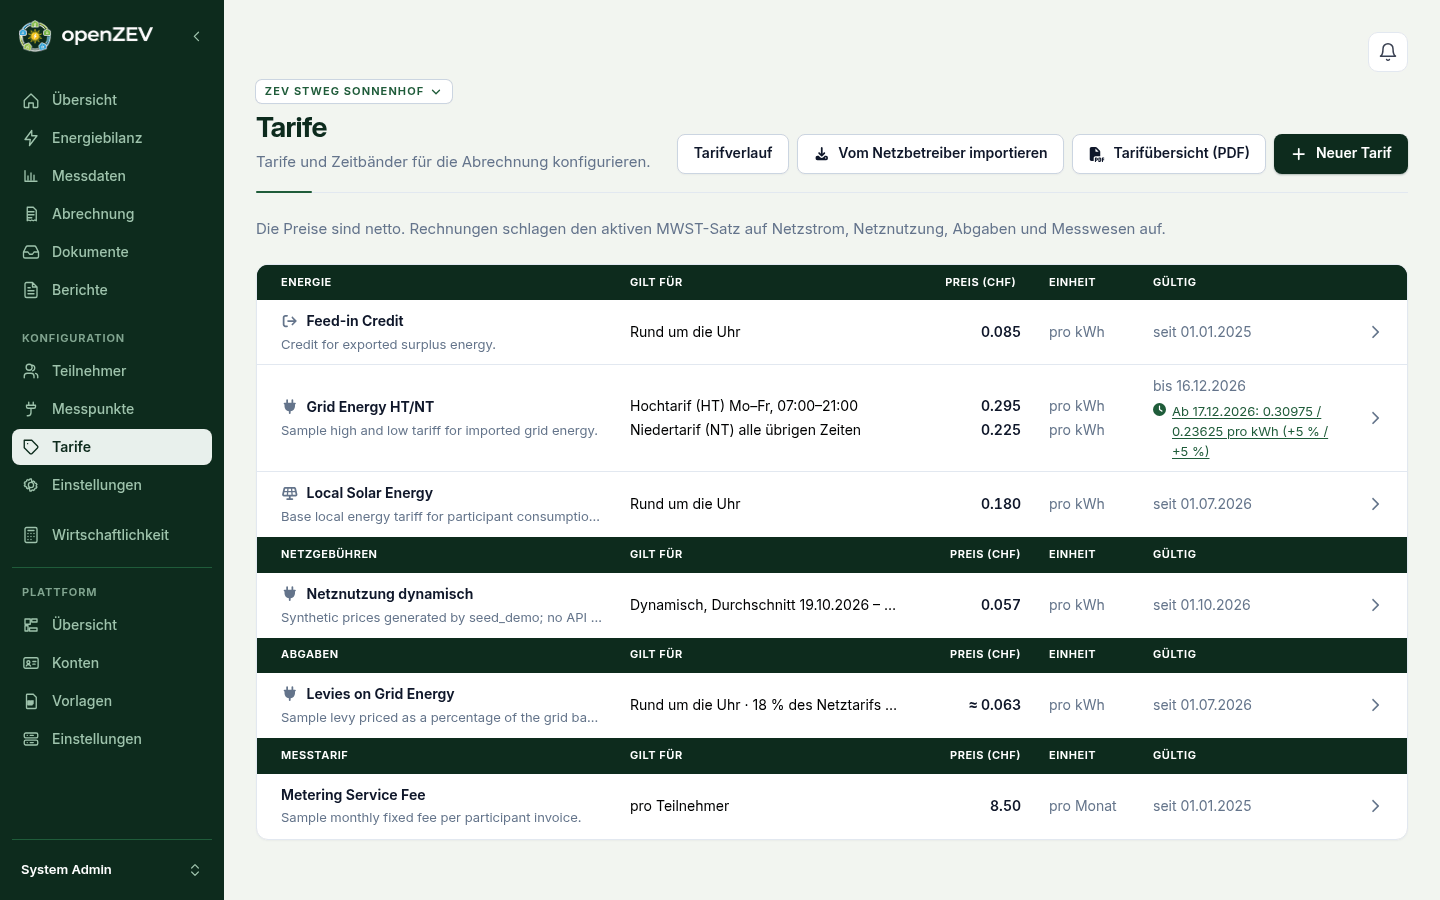 openZEV
Übersicht
Energiebilanz
Messdaten
Abrechnung
Dokumente
Berichte
KONFIGURATION
Teilnehmer
Messpunkte
Tarife
Einstellungen
Wirtschaftlichkeit
PLATTFORM
Übersicht
Konten
Vorlagen
Einstellungen
System Admin
ZEV STWEG SONNENHOF
Tarife
Tarife und Zeitbänder für die Abrechnung konfigurieren.
Tarifverlauf
Vom Netzbetreiber importieren
Tarifübersicht (PDF)
Neuer Tarif
Die Preise sind netto. Rechnungen schlagen den aktiven MWST-Satz auf Netzstrom, Netznutzung, Abgaben und Messwesen auf.
ENERGIE GILT FÜR PREIS (CHF) EINHEIT GÜLTIG
Feed-in Credit
Credit for exported surplus energy.
Rund um die Uhr 0.085 pro kWh seit 01.01.2025
Grid Energy HT/NT
Sample high and low tariff for imported grid energy.
Hochtarif (HT) Mo–Fr, 07:00–21:00 0.295 pro kWh
Niedertarif (NT) alle übrigen Zeiten 0.225 pro kWh
bis 16.12.2026
Ab 17.12.2026: 0.30975 /
0.23625 pro kWh (+5 % /
+5 %)
Local Solar Energy
Base local energy tariff for participant consumptio...
Rund um die Uhr 0.180 pro kWh seit 01.07.2026
NETZGEBÜHREN GILT FÜR PREIS (CHF) EINHEIT GÜLTIG
Netznutzung dynamisch
Synthetic prices generated by seed_demo; no API ...
Dynamisch, Durchschnitt 19.10.2026 – ... 0.057 pro kWh seit 01.10.2026
ABGABEN GILT FÜR PREIS (CHF) EINHEIT GÜLTIG
Levies on Grid Energy
Sample levy priced as a percentage of the grid ba...
Rund um die Uhr · 18 % des Netztarifs ... ≈ 0.063 pro kWh seit 01.07.2026
MESSTARIF GILT FÜR PREIS (CHF) EINHEIT GÜLTIG
Metering Service Fee
Sample monthly fixed fee per participant invoice.
pro Teilnehmer 8.50 pro Monat seit 01.01.2025